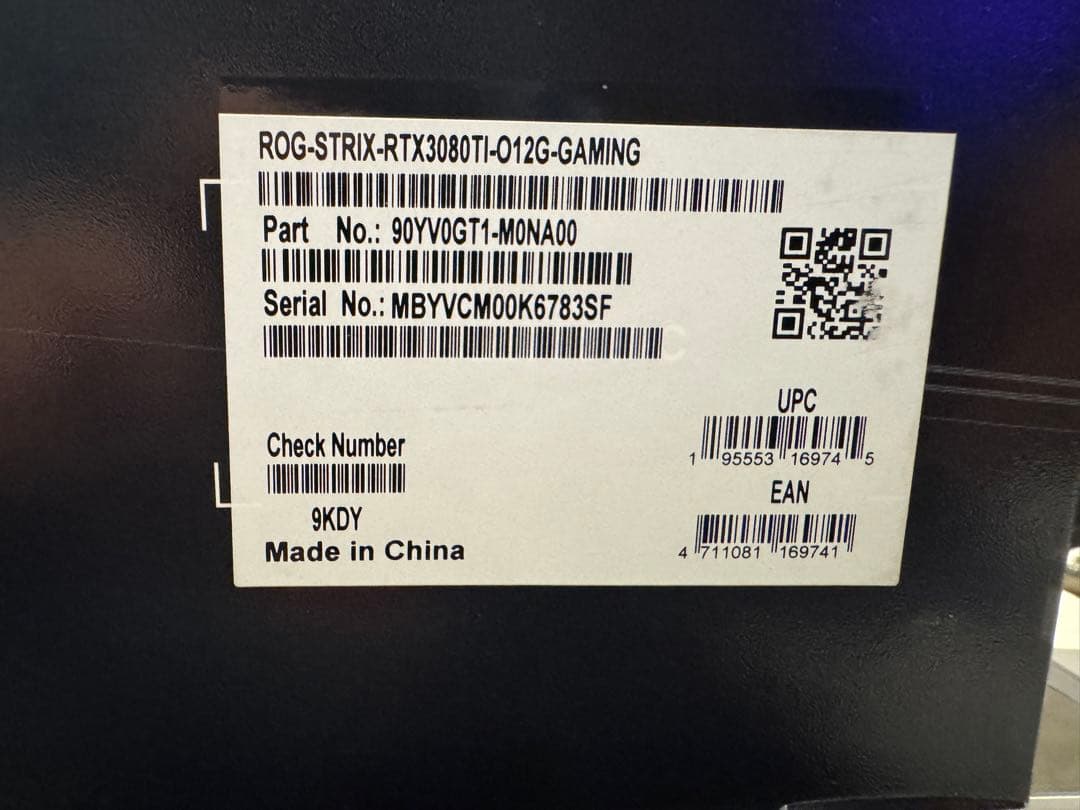 ROG-STRIX-RTX3080TI-O12G-GAMING
Part No.: 90YV0GT1-M0NA00
Serial No.: MBYVCM00K6783SF
UPC
1 95553 16974 5
Check Number
9KDY
EAN
4 711081 169741
Made in China